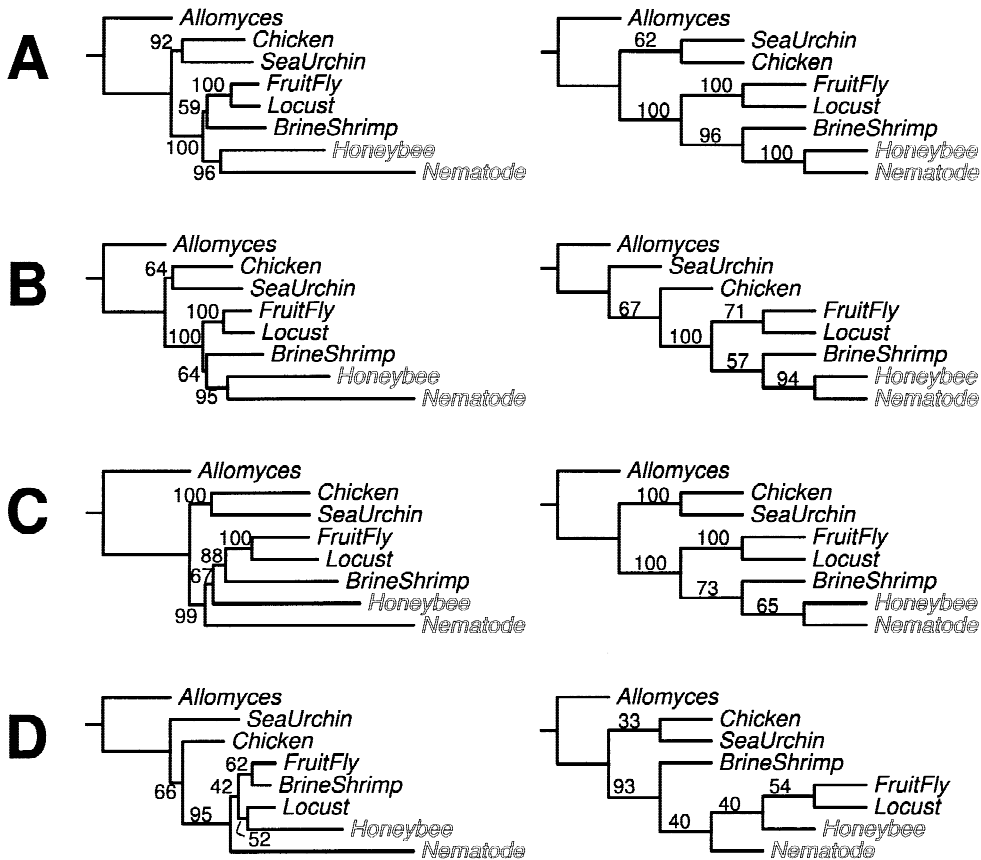 A
Allomyces
92
Chicken
SeaUrchin
100
FruitFly
59
Locust
BrineShrimp
100
Honeybee
96
Nematode
Allomyces
62
SeaUrchin
Chicken
100
FruitFly
100
Locust
96
BrineShrimp
100
Honeybee
Nematode
B
Allomyces
64
Chicken
SeaUrchin
100
FruitFly
100
Locust
BrineShrimp
64
Honeybee
95
Nematode
Allomyces
SeaUrchin
67
Chicken
71
FruitFly
100
Locust
57
BrineShrimp
94
Honeybee
Nematode
C
Allomyces
100
Chicken
SeaUrchin
100
FruitFly
88
Locust
67
BrineShrimp
Honeybee
99
Nematode
Allomyces
100
Chicken
SeaUrchin
100
FruitFly
100
Locust
73
BrineShrimp
65
Honeybee
Nematode
D
Allomyces
SeaUrchin
Chicken
62
FruitFly
66
42
BrineShrimp
95
Locust
52
Honeybee
Nematode
Allomyces
33
Chicken
SeaUrchin
BrineShrimp
93
54
FruitFly
40
Locust
40
Honeybee
Nematode